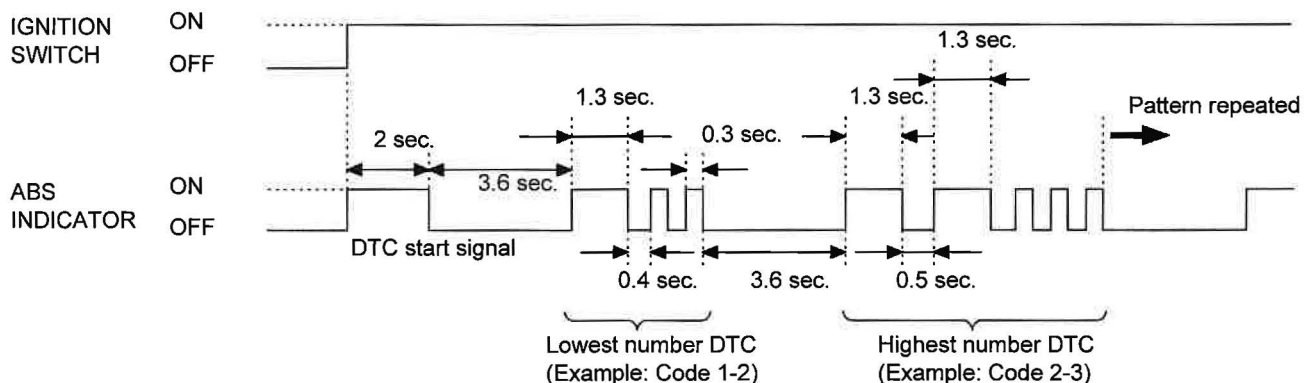 IGNITION
SWITCH
ON
OFF
1.3 sec.
1.3 sec.
1.3 sec.
Pattern repeated
2 sec.
0.3 sec.
3.6 sec.
ABS
INDICATOR
ON
OFF
DTC start signal
0.4 sec.
3.6 sec.
0.5 sec.
Lowest number DTC
(Example: Code 1-2)
Highest number DTC
(Example: Code 2-3)